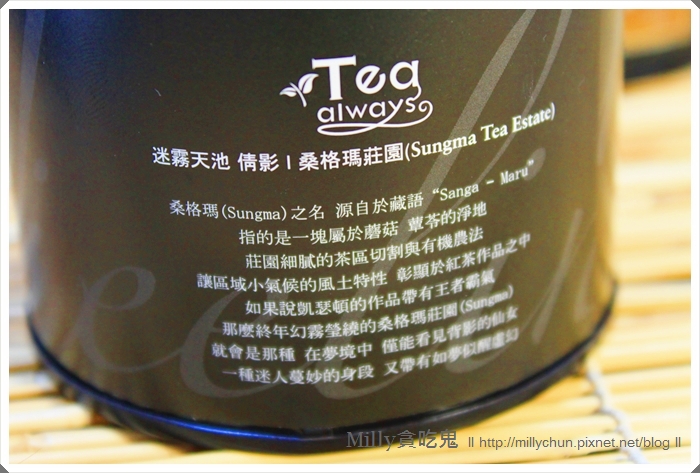 Tea
always
迷霧天池 倩影 | 桑格瑪莊園(Sungma Tea Estate)
桑格瑪(Sungma)之名 源自於藏語“Sanga - Maru”
指的是一塊屬於蘑菇 蕈苓的淨地
莊園細膩的茶區切割與有機農法
讓區域小氣候的風土特性 彰顯於紅茶作品之中
如果說凱瑟頓的作品帶有王者霸氣
那麼終年幻霧瑩繞的桑格瑪莊園(Sungma)
就會是那種 在夢境中 僅能看見背影的仙女
一種迷人蔓妙的身段 又帶有如夢似醒虛幻
Milly貪吃鬼 ll http://millychun.pixnet.net/blog ll